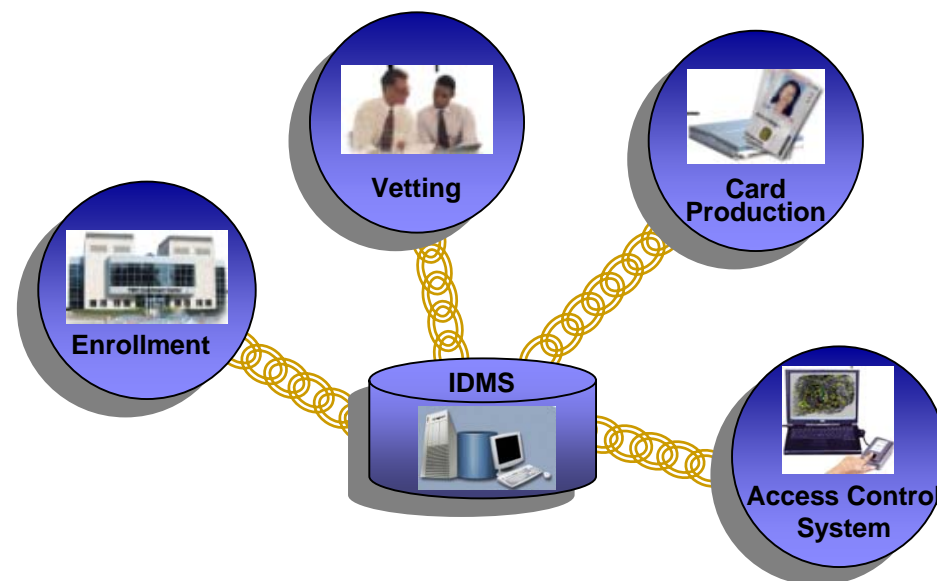 Vetting
Card
Production
Enrollment
IDMS
Access Control
System